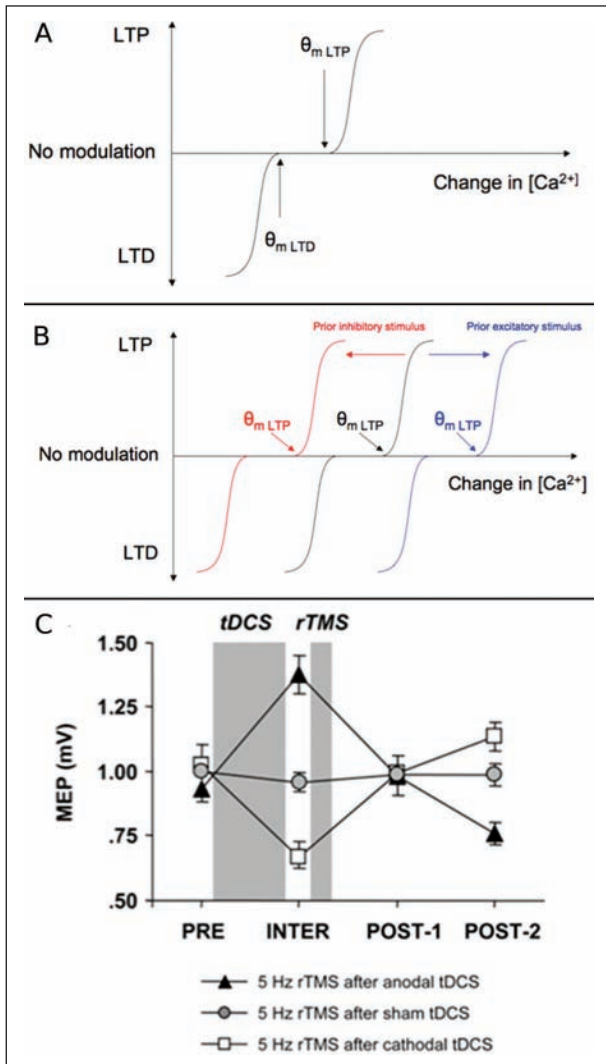 A
LTP
θm LTP
No modulation
Change in [Ca2+]
θm LTD
LTD
B
LTP
Prior inhibitory stimulus
Prior excitatory stimulus
θm LTP
θm LTP
θm LTP
No modulation
Change in [Ca2+]
LTD
C
tDCS rTMS
1.50
1.25
1.00
.75
.50
MEP (mV)
PRE INTER POST-1 POST-2
5 Hz rTMS after anodal tDCS
5 Hz rTMS after sham tDCS
5 Hz rTMS after cathodal tDCS